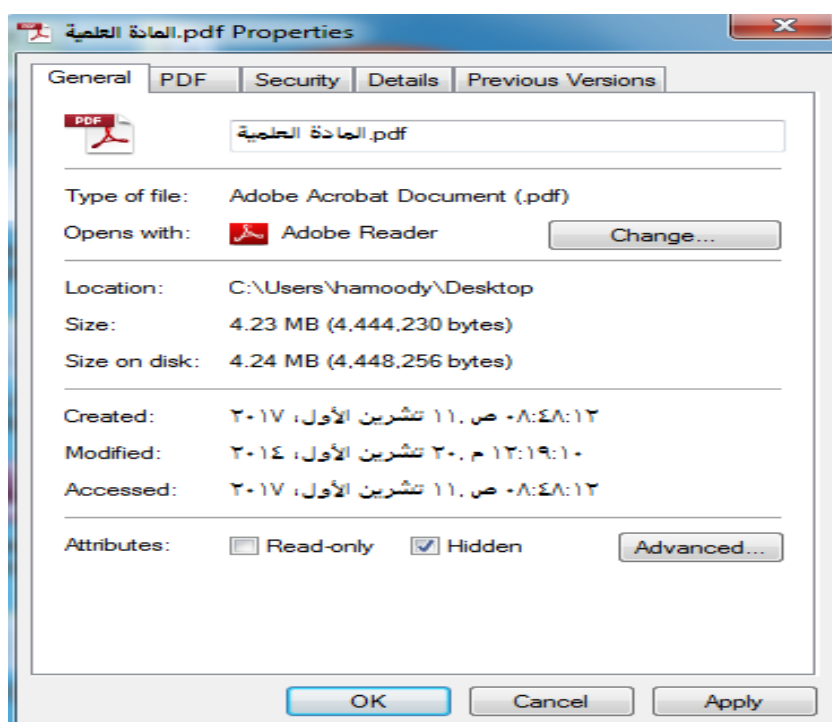 المادة العلمية.pdf Properties
General PDF Security Details Previous Versions
PDF
المادة العلمية.pdf
Type of file: Adobe Acrobat Document (.pdf)
Opens with: Adobe Reader Change...
Location: C:\Users\hamoody\Desktop
Size: 4.23 MB (4,444,230 bytes)
Size on disk: 4.24 MB (4,448,256 bytes)
Created: ٠٨:٤٨:١٢ ص ,١١ تشرين الأول، ٢٠١٧
Modified: ١٢:١٩:١٠ م ,٢٠ تشرين الأول، ٢٠١٤
Accessed: ٠٨:٤٨:١٢ ص ,١١ تشرين الأول، ٢٠١٧
Attributes: Read-only Hidden Advanced...
OK Cancel Apply